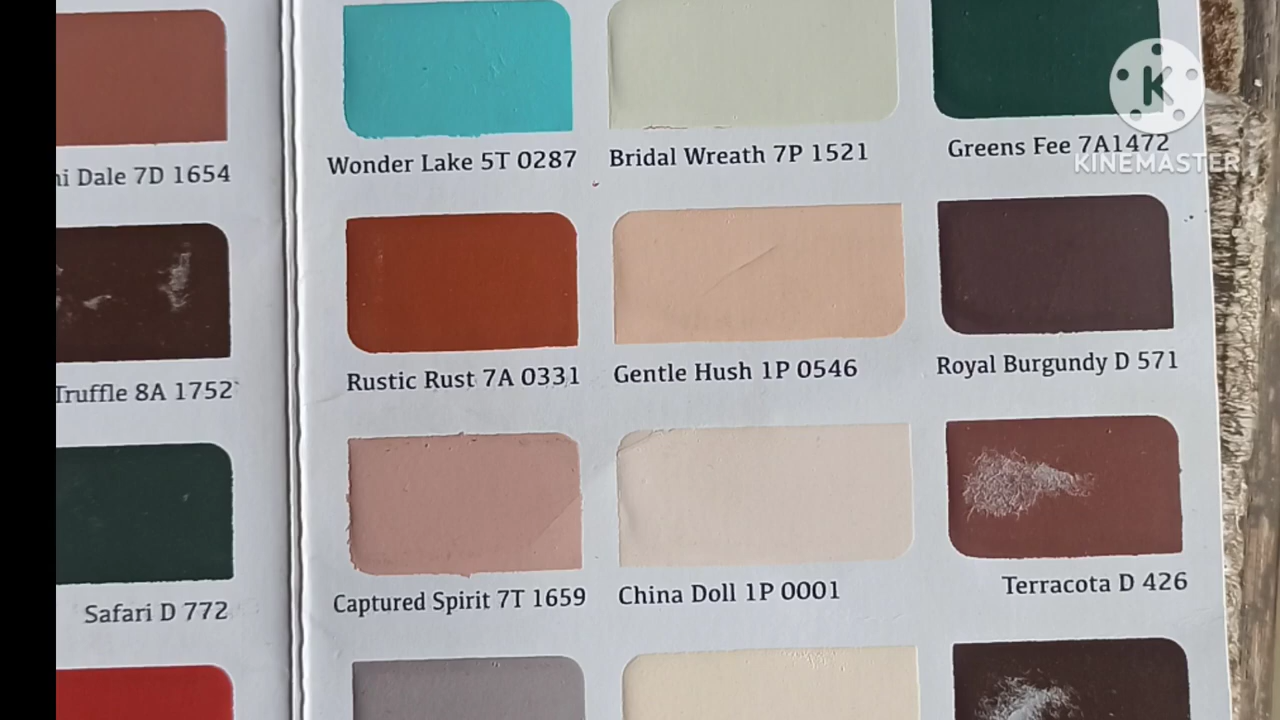 Wonder Lake 5T 0287
Bridal Wreath 7P 1521
Greens Fee 7A1472
K
KINEMASTER
Dale 7D 1654
Rustic Rust 7A 0331
Gentle Hush 1P 0546
Royal Burgundy D 571
Truffle 8A 1752
Captured Spirit 7T 1659
China Doll 1P 0001
Terracota D 426
Safari D 772